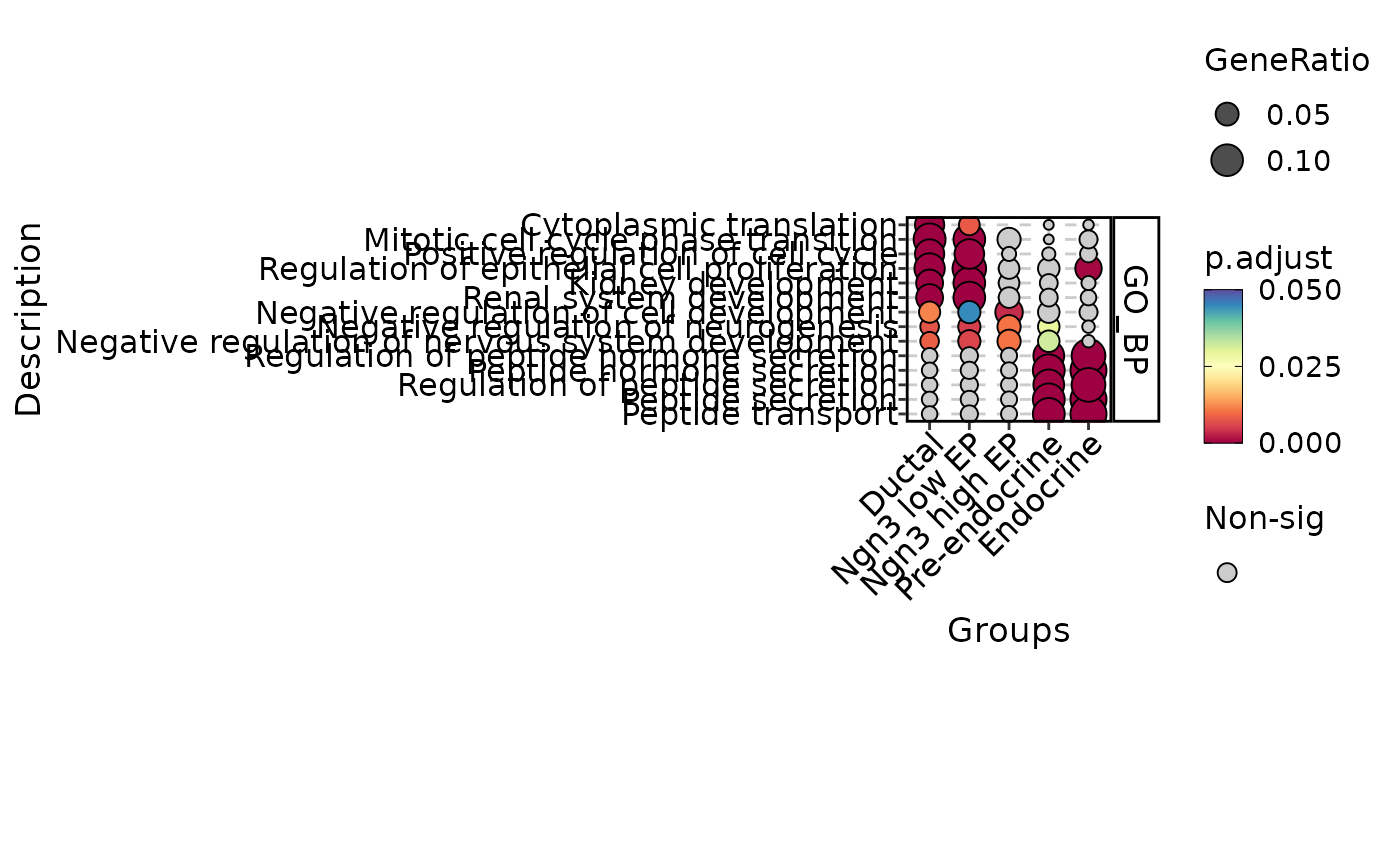 GeneRatio
0.05
0.10
p.adjust
0.050
0.025
0.000
Non-sig
Description
Cytoplasmic translation
Mitotic cell cycle phase transition
Positive regulation of cell cycle
Regulation of epithelial cell proliferation
Kidney development
Renal system development
Negative regulation of cell development
Negative regulation of neurogenesis
Negative regulation of nervous system development
Regulation of peptide hormone secretion
Peptide hormone secretion
Regulation of peptide secretion
Peptide secretion
Peptide transport
GO_BP
Ductal
Ngn3 low EP
Ngn3 high EP
Pre-endocrine
Endocrine
Groups